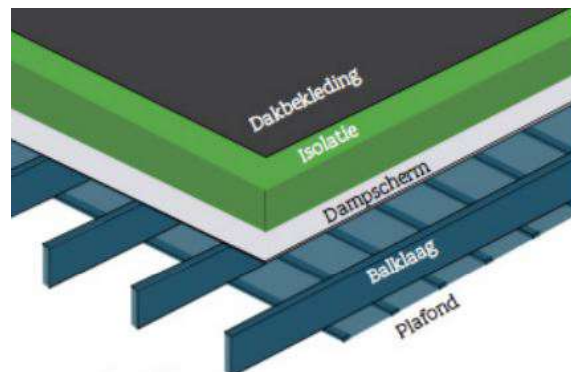 Dakbekleding
Isolatie
Dampscherm
Balklaag
Plafond